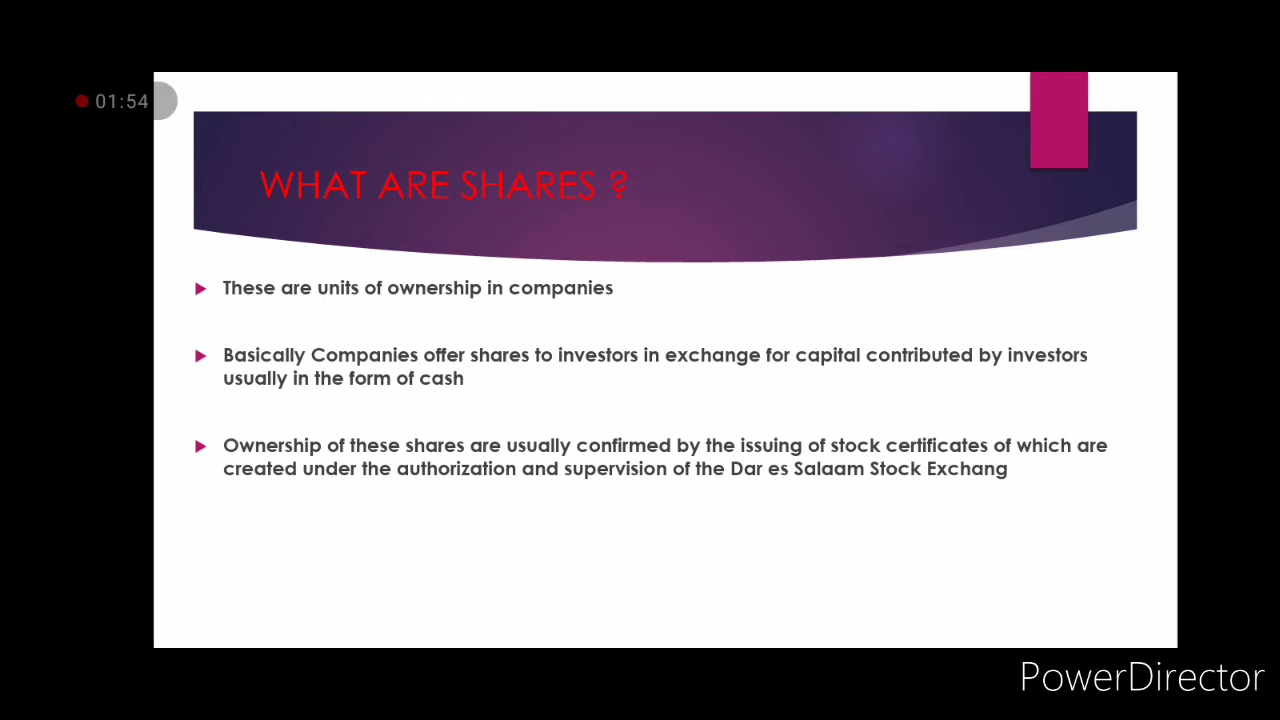 01:54
WHAT ARE SHARES ?
These are units of ownership in companies
Basically Companies offer shares to investors in exchange for capital contributed by investors
usually in the form of cash
Ownership of these shares are usually confirmed by the issuing of stock certificates of which are
created under the authorization and supervision of the Dar es Salaam Stock Exchang
PowerDirector